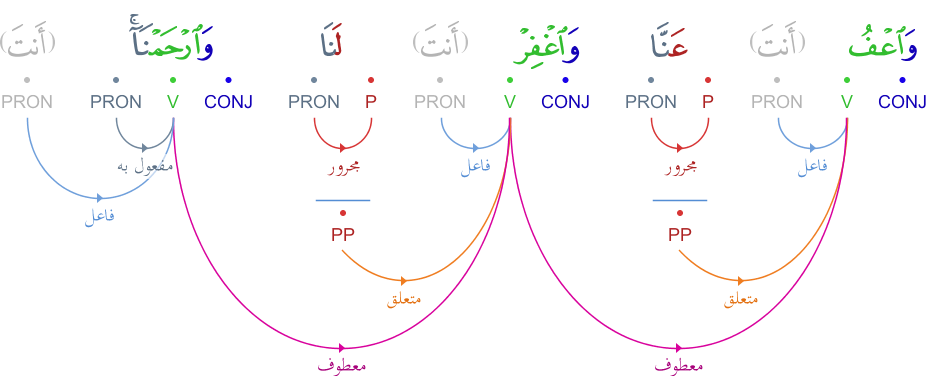 وَٱعْفُ (أَنتَ) عَنَّا وَٱغْفِرْ (أَنتَ) لَنَا وَٱرْحَمْنَآ ۚ (أَنتَ)
CONJ V PRON P PRON CONJ V PRON P PRON CONJ V PRON PRON
فاعل مجرور فاعل مجرور مفعول به
فاعل
PP PP
متعلق متعلق
معطوف معطوف